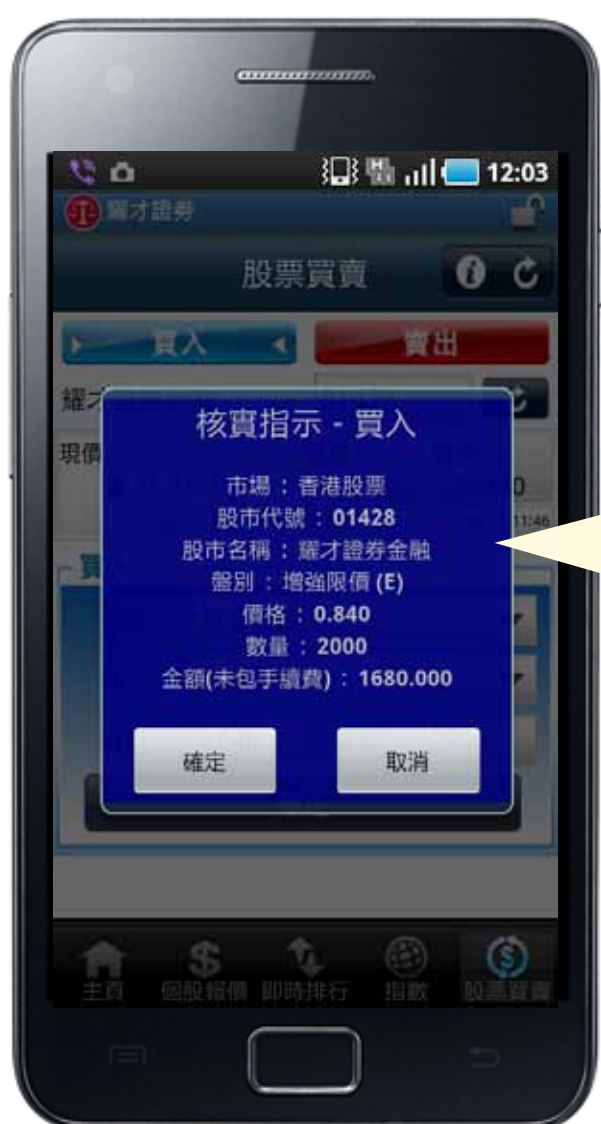 12:03
耀才證券
股票買賣
買入
賣出
現價
11:46
核實指示 - 買入
市場 : 香港股票
股市代號 : 01428
股市名稱 : 耀才證券金融
盤別 : 增強限價 (E)
價格 : 0.840
數量 : 2000
金額(未包手續費) : 1680.000
確定
取消
主頁
個股報價
即時排行
指數
股票買賣